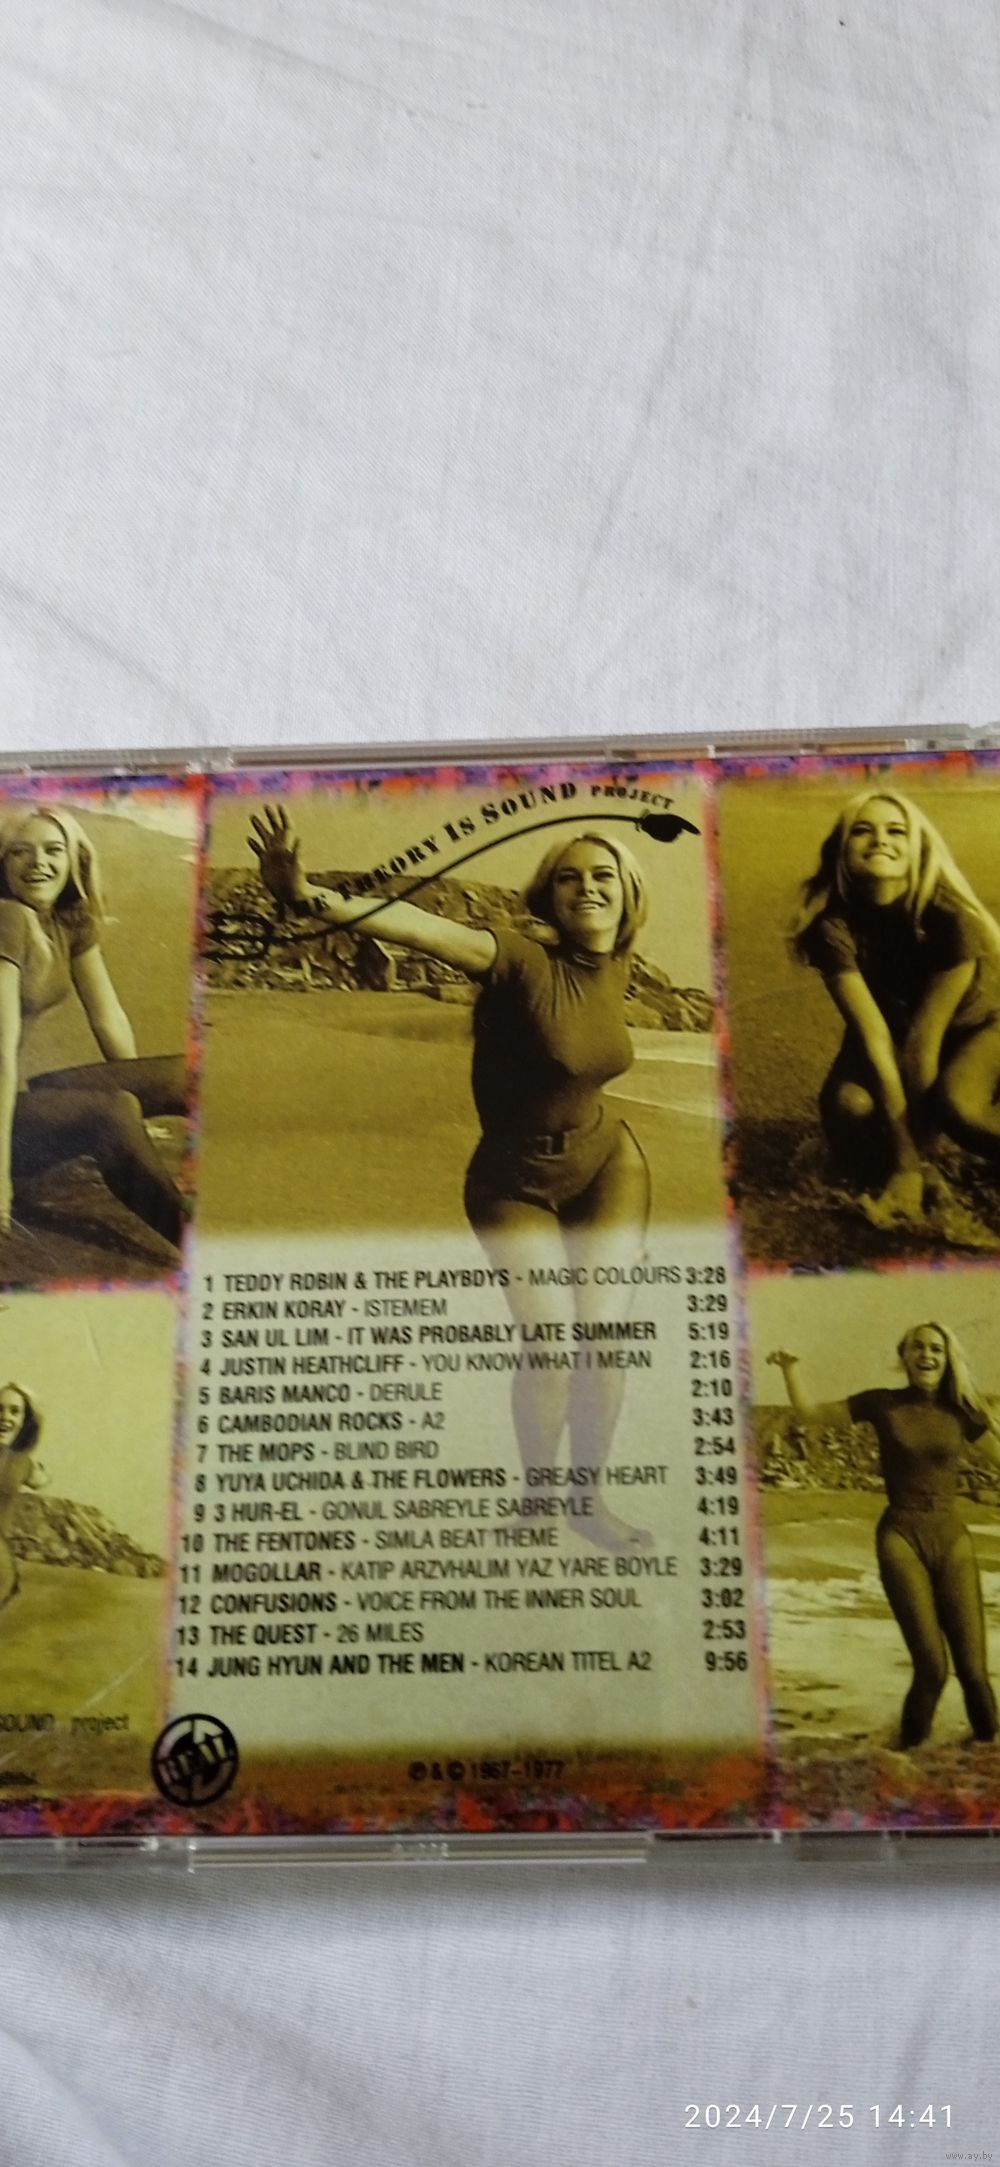 THE THEORY IS SOUND PROJECT
1 TEDDY ROBIN & THE PLAYBOYS - MAGIC COLOURS 3:28
2 ERKIN KORAY - ISTEMEM 3:29
3 SAN UL LIM - IT WAS PROBABLY LATE SUMMER 5:19
4 JUSTIN HEATHCLIFF - YOU KNOW WHAT I MEAN 2:16
5 BARIS MANCO - DERULE 2:10
6 CAMBODIAN ROCKS - A2 3:43
7 THE MOPS - BLIND BIRD 2:54
8 YUYA UCHIDA & THE FLOWERS - GREASY HEART 3:49
9 3 HUR-EL - GONUL SABREYLE SABREYLE 4:19
10 THE FENTONES - SIMLA BEAT THEME 4:11
11 MOGOLLAR - KATIP ARZVHALIM YAZ YARE BOYLE 3:29
12 CONFUSIONS - VOICE FROM THE INNER SOUL 3:02
13 THE QUEST - 26 MILES 2:53
14 JUNG HYUN AND THE MEN - KOREAN TITEL A2 9:56
SOUND project
REAL
℗ & © 1967-1977
2024/7/25 14:41
www.ay.by